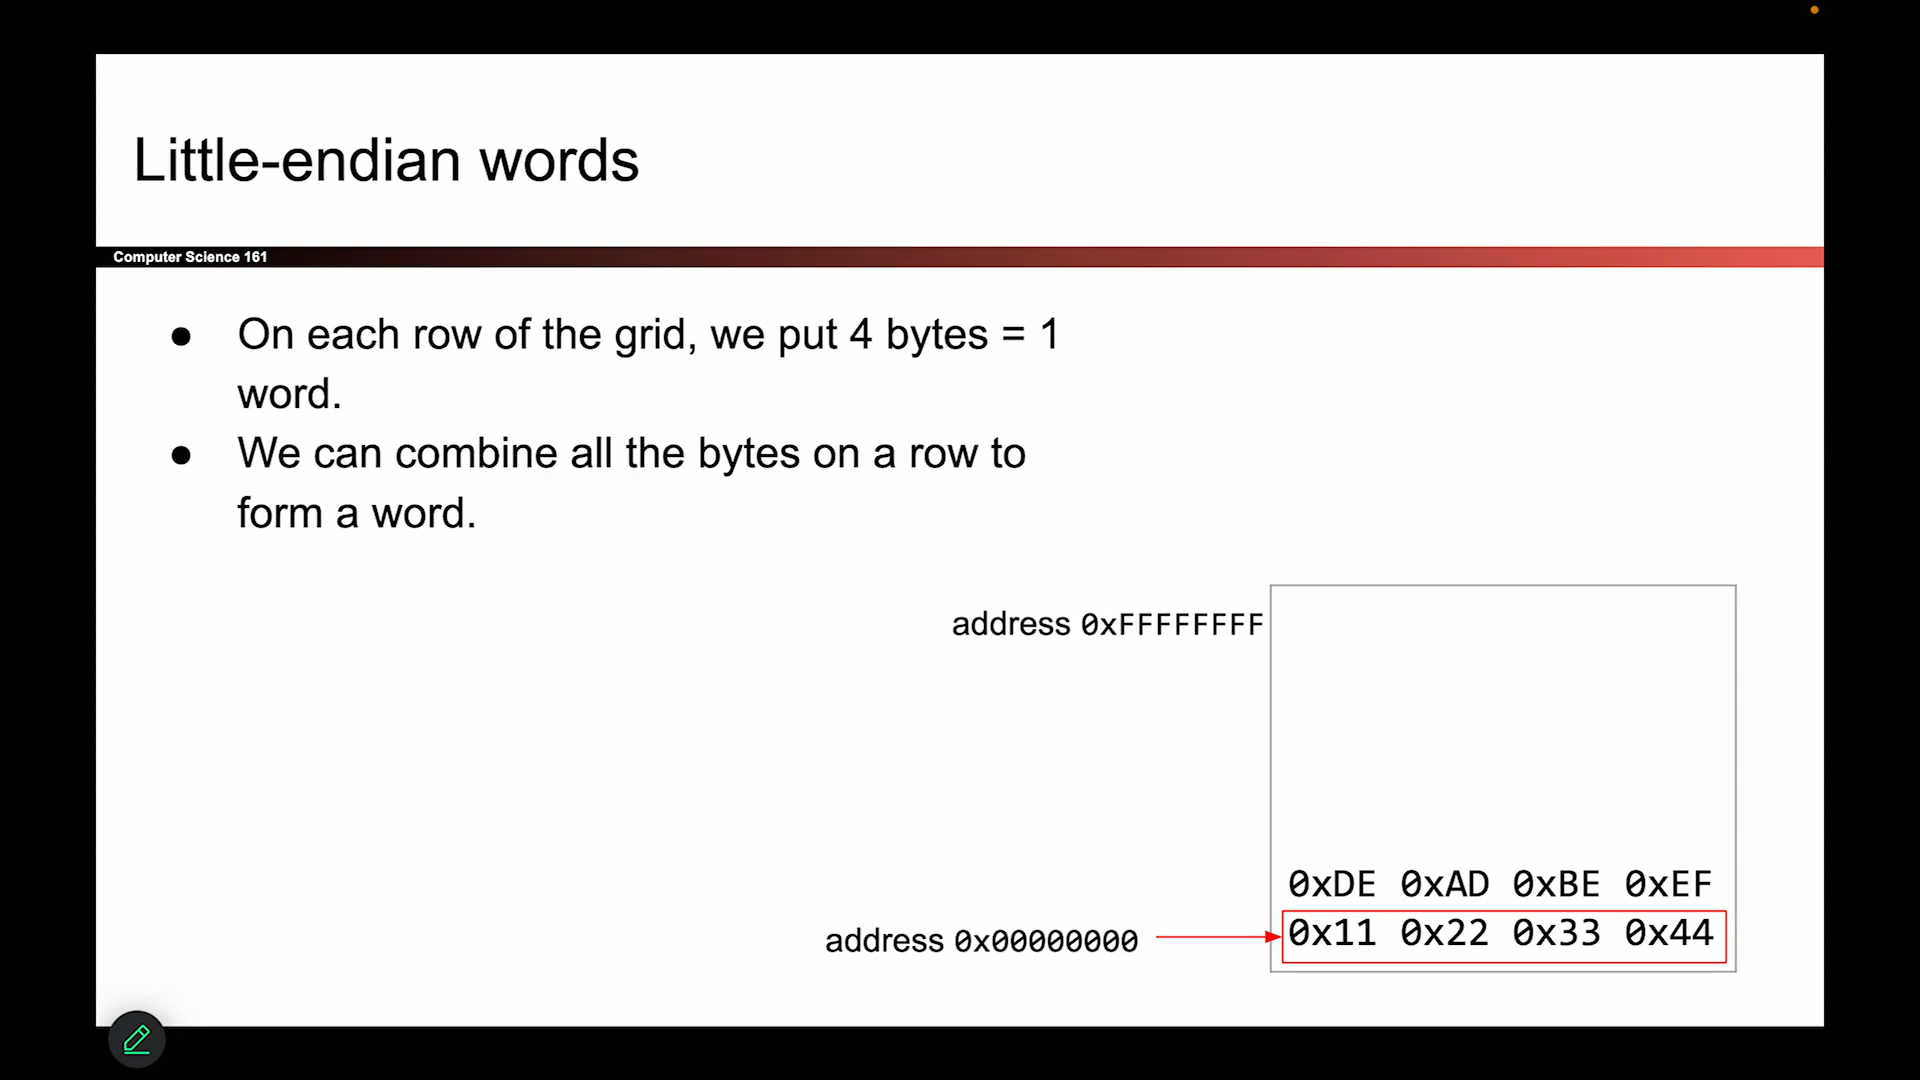 Little-endian words
Computer Science 161
● On each row of the grid, we put 4 bytes = 1
word.
● We can combine all the bytes on a row to
form a word.
address 0xFFFFFFFF
0xDE 0xAD 0xBE 0xEF
address 0x00000000
0x11 0x22 0x33 0x44